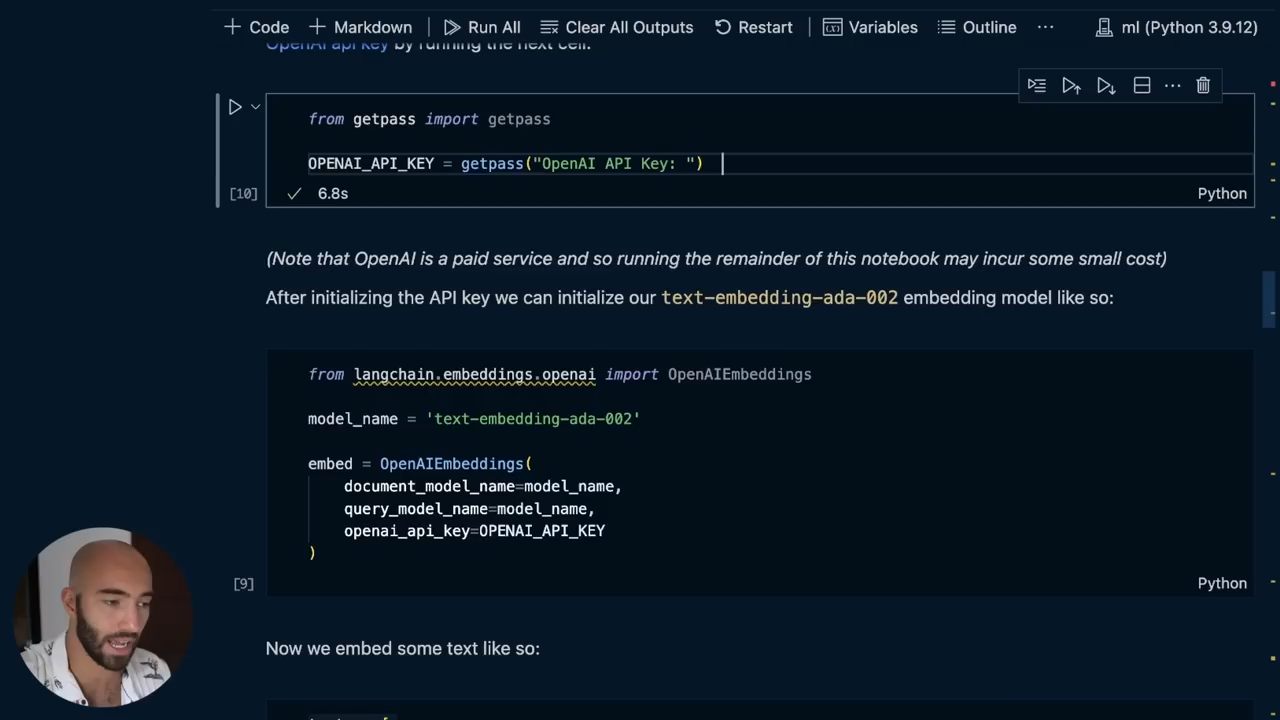 Code
Markdown
Run All
Clear All Outputs
Restart
Variables
Outline
...
ml (Python 3.9.12)
OpenAI api key by running the next cell.
from getpass import getpass
OPENAI_API_KEY = getpass("OpenAI API Key: ")
[10]
6.8s
Python
(Note that OpenAI is a paid service and so running the remainder of this notebook may incur some small cost)
After initializing the API key we can initialize our text-embedding-ada-002 embedding model like so:
from langchain.embeddings.openai import OpenAIEmbeddings
model_name = 'text-embedding-ada-002'
embed = OpenAIEmbeddings(
document_model_name=model_name,
query_model_name=model_name,
openai_api_key=OPENAI_API_KEY
)
[9]
Python
Now we embed some text like so: